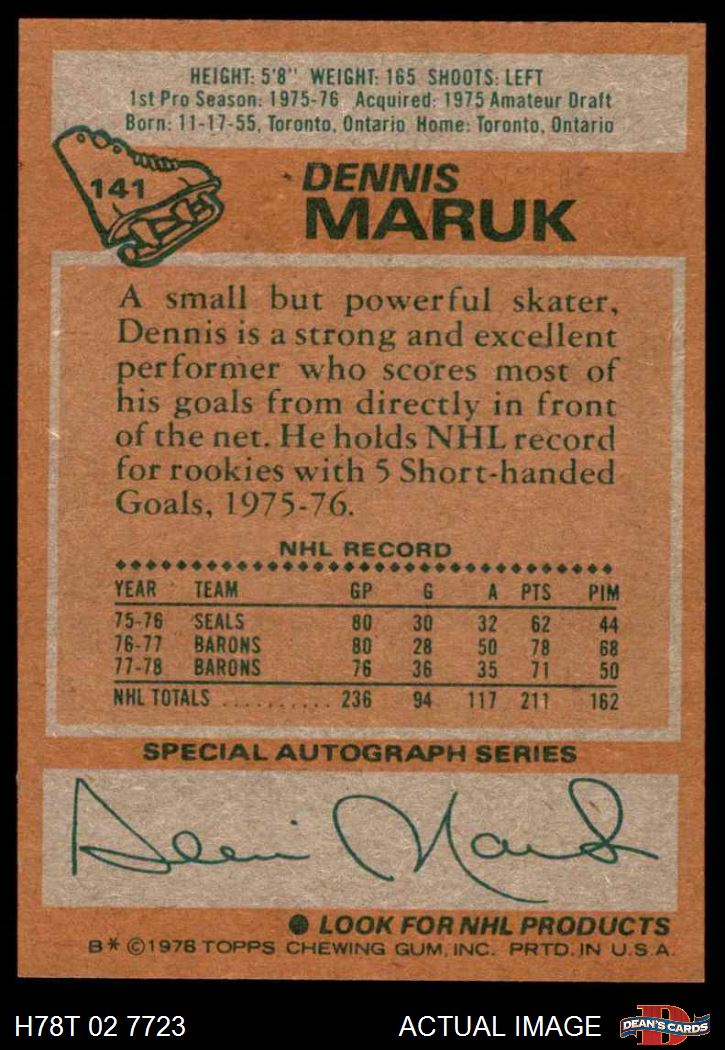 HEIGHT: 5'8" WEIGHT: 165 SHOOTS: LEFT
1st Pro Season: 1975-76 Acquired: 1975 Amateur Draft
Born: 11-17-55, Toronto, Ontario Home: Toronto, Ontario
141
DENNIS
MARUK
A small but powerful skater,
Dennis is a strong and excellent
performer who scores most of
his goals from directly in front
of the net. He holds NHL record
for rookies with 5 Short-handed
Goals, 1975-76.
NHL RECORD
YEAR TEAM GP G A PTS PIM
75-76 SEALS 80 30 32 62 44
76-77 BARONS 80 28 50 78 68
77-78 BARONS 76 36 35 71 50
NHL TOTALS .......... 236 94 117 211 162
SPECIAL AUTOGRAPH SERIES
Dennis Maruk
● LOOK FOR NHL PRODUCTS
B* ©1978 TOPPS CHEWING GUM, INC. PRTD. IN U.S.A.
H78T 02 7723 ACTUAL IMAGE
D
DEAN'S CARDS